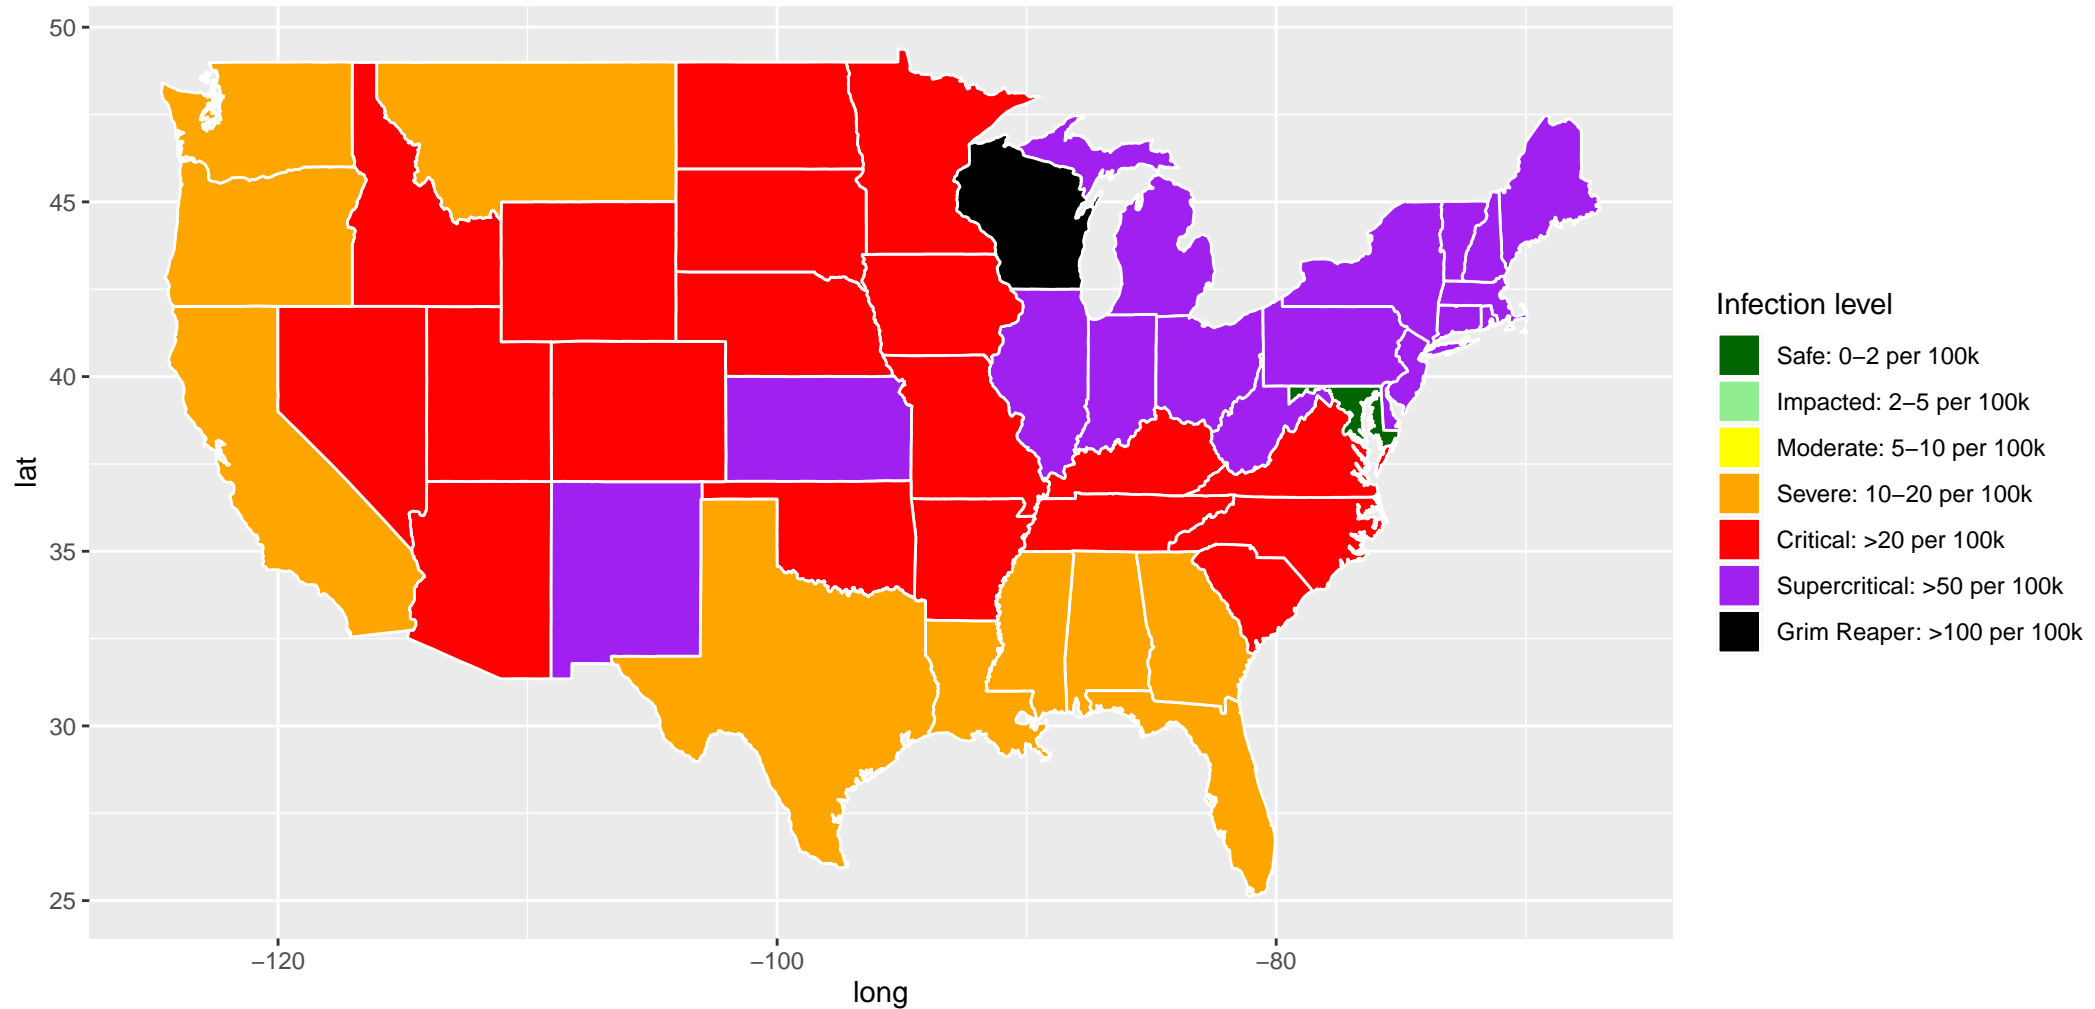 50
45
40
35
30
25
lat
−120
−100
−80
long
Infection level
Safe: 0−2 per 100k
Impacted: 2−5 per 100k
Moderate: 5−10 per 100k
Severe: 10−20 per 100k
Critical: >20 per 100k
Supercritical: >50 per 100k
Grim Reaper: >100 per 100k